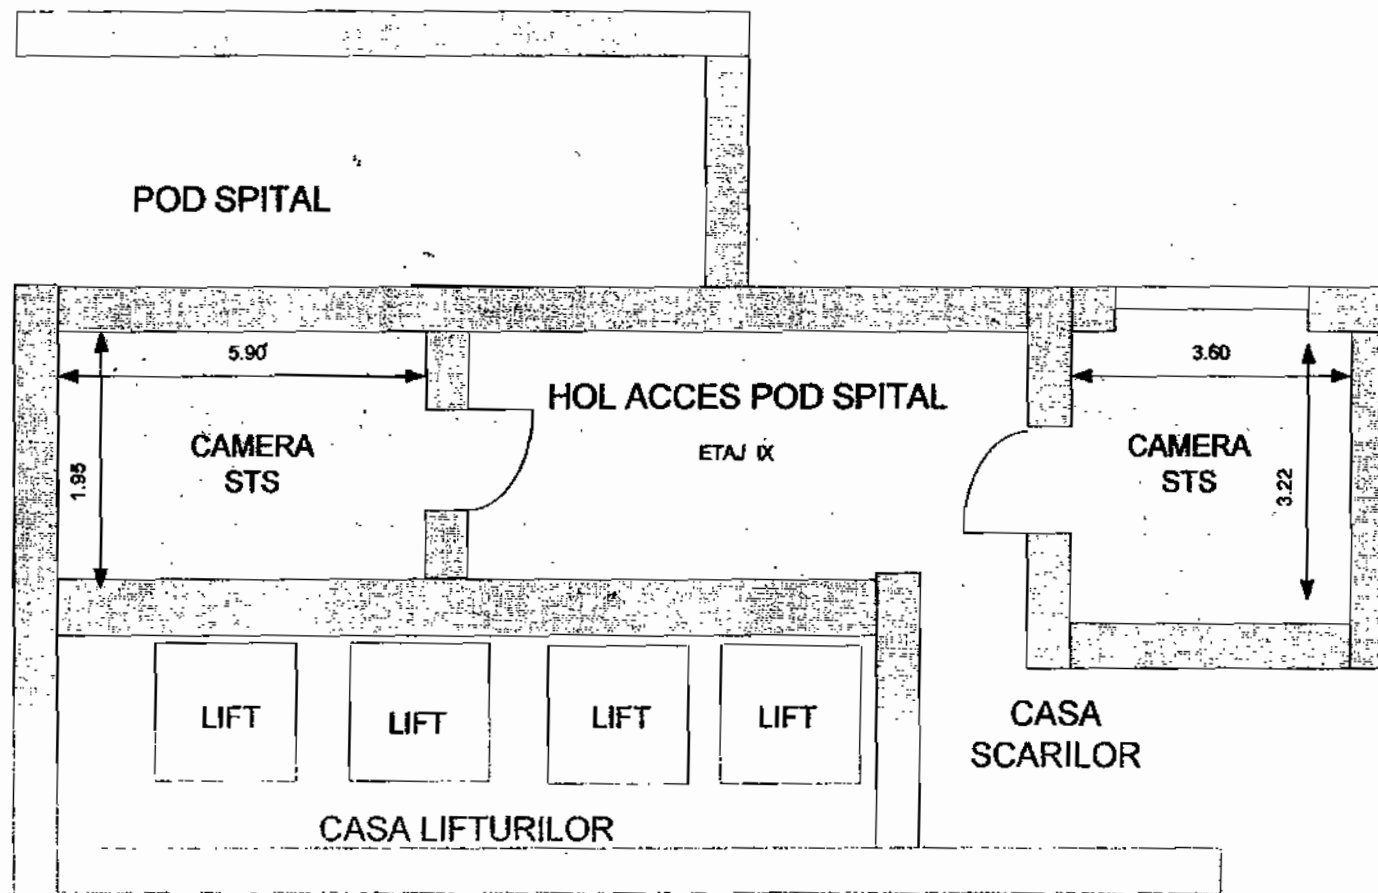 POD SPITAL
5.90
3.60
HOL ACCES POD SPITAL
ETAJ IX
CAMERA
STS
1.95
CAMERA
STS
3.22
LIFT
LIFT
LIFT
LIFT
CASA
SCARILOR
CASA LIFTURILOR